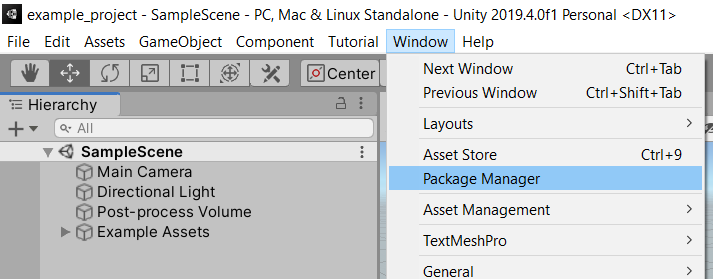 example_project - SampleScene - PC, Mac & Linux Standalone - Unity 2019.4.0f1 Personal <DX11>
File Edit Assets GameObject Component Tutorial Window Help
Center
Next Window Ctrl+Tab
Previous Window Ctrl+Shift+Tab
Layouts
Asset Store Ctrl+9
Package Manager
Asset Management
TextMeshPro
General
Hierarchy
All
SampleScene
Main Camera
Directional Light
Post-process Volume
Example Assets